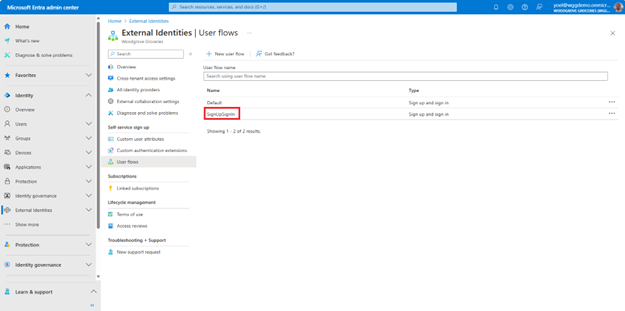 Microsoft Entra admin center
Search resources, services, and docs (G+/)
yoel@wggdemo.onmicr...
Home
What's new
Diagnose & solve problems
Favorites
Identity
Overview
Users
Groups
Devices
Applications
Protection
Identity governance
External Identities
Show more
Protection
Identity governance
Learn & support
Home > External Identities
External Identities | User flows
Woodgrove Groceries
Search
Overview
Cross-tenant access settings
All identity providers
External collaboration settings
Diagnose and solve problems
Self-service sign up
Custom user attributes
Custom authentication extensions
User flows
Subscriptions
Linked subscriptions
Lifecycle management
Terms of use
Access reviews
Troubleshooting + Support
New support request
New user flow
Got feedback?
User flow name
Search using user flow name
Name Type
Default Sign up and sign in
SignUpSignIn Sign up and sign in
Showing 1 - 2 of 2 results.